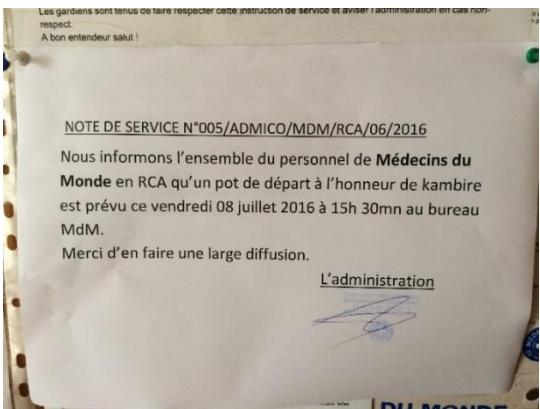 Les gardiens sont tenus de faire respecter cette instruction de service et aviser l'administration en cas non-
respect.
A bon entendeur salut !
NOTE DE SERVICE N°005/ADMICO/MDM/RCA/06/2016
Nous informons l'ensemble du personnel de Médecins du
Monde en RCA qu'un pot de départ à l'honneur de kambire
est prévu ce vendredi 08 juillet 2016 à 15h 30mn au bureau
MdM.
Merci d'en faire une large diffusion.
L'administration
DU MONDE